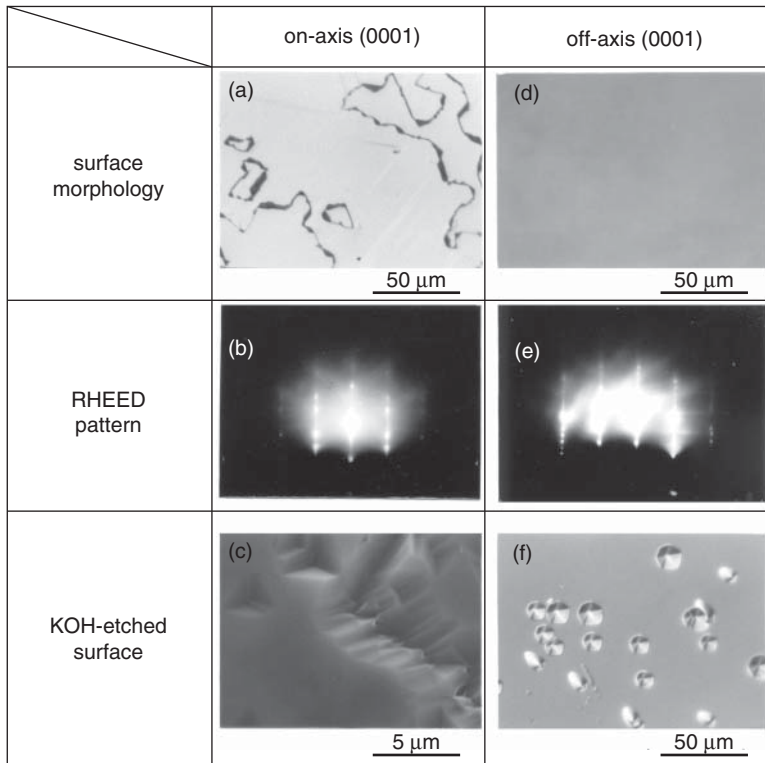 on-axis (0001)
off-axis (0001)
surface
morphology
(a)
50 μm
(d)
50 μm
RHEED
pattern
(b)
(e)
KOH-etched
surface
(c)
5 μm
(f)
50 μm